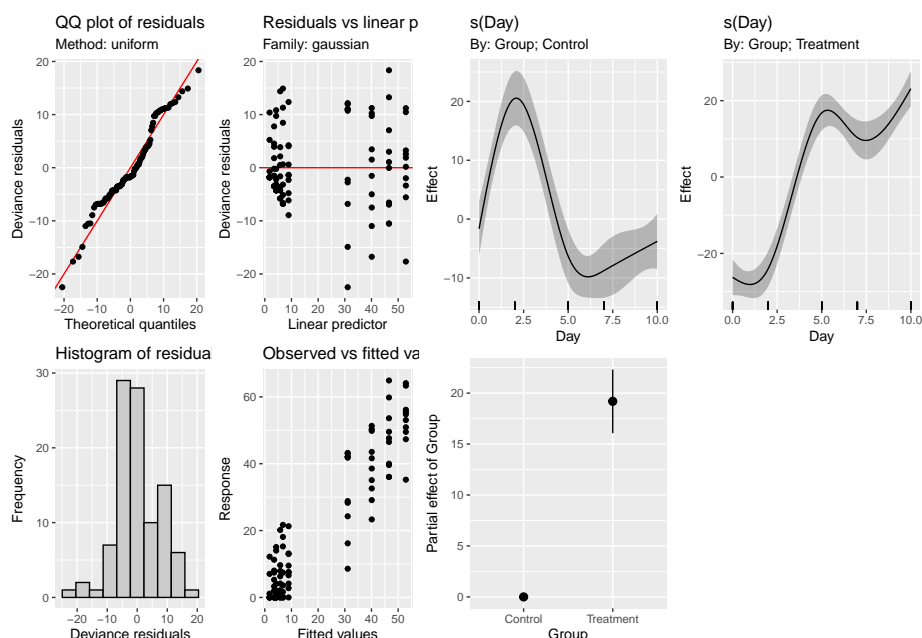 QQ plot of residuals
Method: uniform
20
10
0
−10
−20
−20
−10
0
10
20
Deviance residuals
Theoretical quantiles
Residuals vs linear p
Family: gaussian
20
10
0
−10
−20
0
10
20
30
40
50
Deviance residuals
Linear predictor
s(Day)
By: Group; Control
20
10
0
−10
0.0
2.5
5.0
7.5
10.0
Effect
Day
s(Day)
By: Group; Treatment
20
0
−20
0.0
2.5
5.0
7.5
10.0
Effect
Day
Histogram of residual
30
20
10
0
−20
−10
0
10
20
Frequency
Deviance residuals
Observed vs fitted va
60
40
20
0
0
10
20
30
40
50
Response
Fitted values
20
15
10
5
0
Control
Treatment
Partial effect of Group
Group